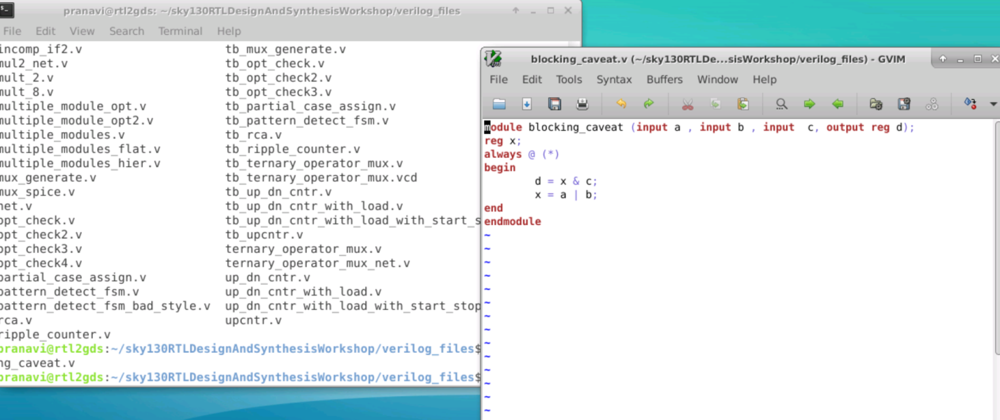 pranavi@rtl2gds: ~/sky130RTLDesignAndSynthesisWorkshop/verilog_files
File Edit View Search Terminal Help
incomp_if2.v tb_mux_generate.v
mul2_net.v tb_opt_check.v
mult_2.v tb_opt_check2.v
mult_8.v tb_opt_check3.v
multiple_module_opt.v tb_partial_case_assign.v
multiple_module_opt2.v tb_pattern_detect_fsm.v
multiple_modules.v tb_rca.v
multiple_modules_flat.v tb_ripple_counter.v
multiple_modules_hier.v tb_ternary_operator_mux.v
mux_generate.v tb_ternary_operator_mux.vcd
mux_spice.v tb_up_dn_cntr.v
net.v tb_up_dn_cntr_with_load.v
opt_check.v tb_up_dn_cntr_with_load_with_start_s
opt_check2.v tb_upcntr.v
opt_check3.v ternary_operator_mux.v
opt_check4.v ternary_operator_mux_net.v
partial_case_assign.v up_dn_cntr.v
pattern_detect_fsm.v up_dn_cntr_with_load.v
pattern_detect_fsm_bad_style.v up_dn_cntr_with_load_with_start_stop
rca.v upcntr.v
ripple_counter.v
pranavi@rtl2gds:~/sky130RTLDesignAndSynthesisWorkshop/verilog_files$
ng_caveat.v
pranavi@rtl2gds:~/sky130RTLDesignAndSynthesisWorkshop/verilog_files$
blocking_caveat.v (~/sky130RTLDe...sisWorkshop/verilog_files) - GVIM
File Edit Tools Syntax Buffers Window Help
module blocking_caveat (input a , input b , input  c, output reg d);
reg x;
always @ (*)
begin
d = x & c;
x = a | b;
end
endmodule
~
~
~
~
~
~
~
~
~
~
~
~
~
~